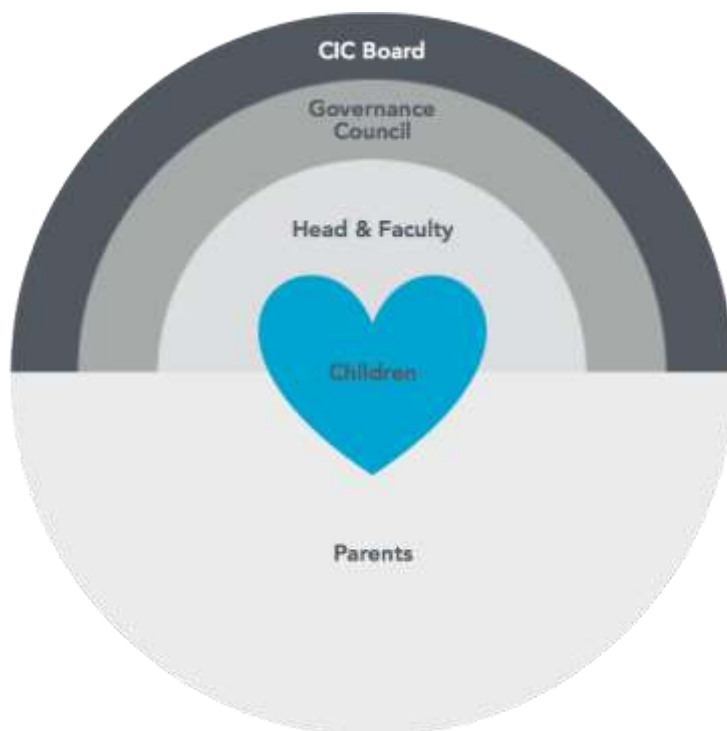 CIC Board
Governance
Council
Head & Faculty
Children
Parents